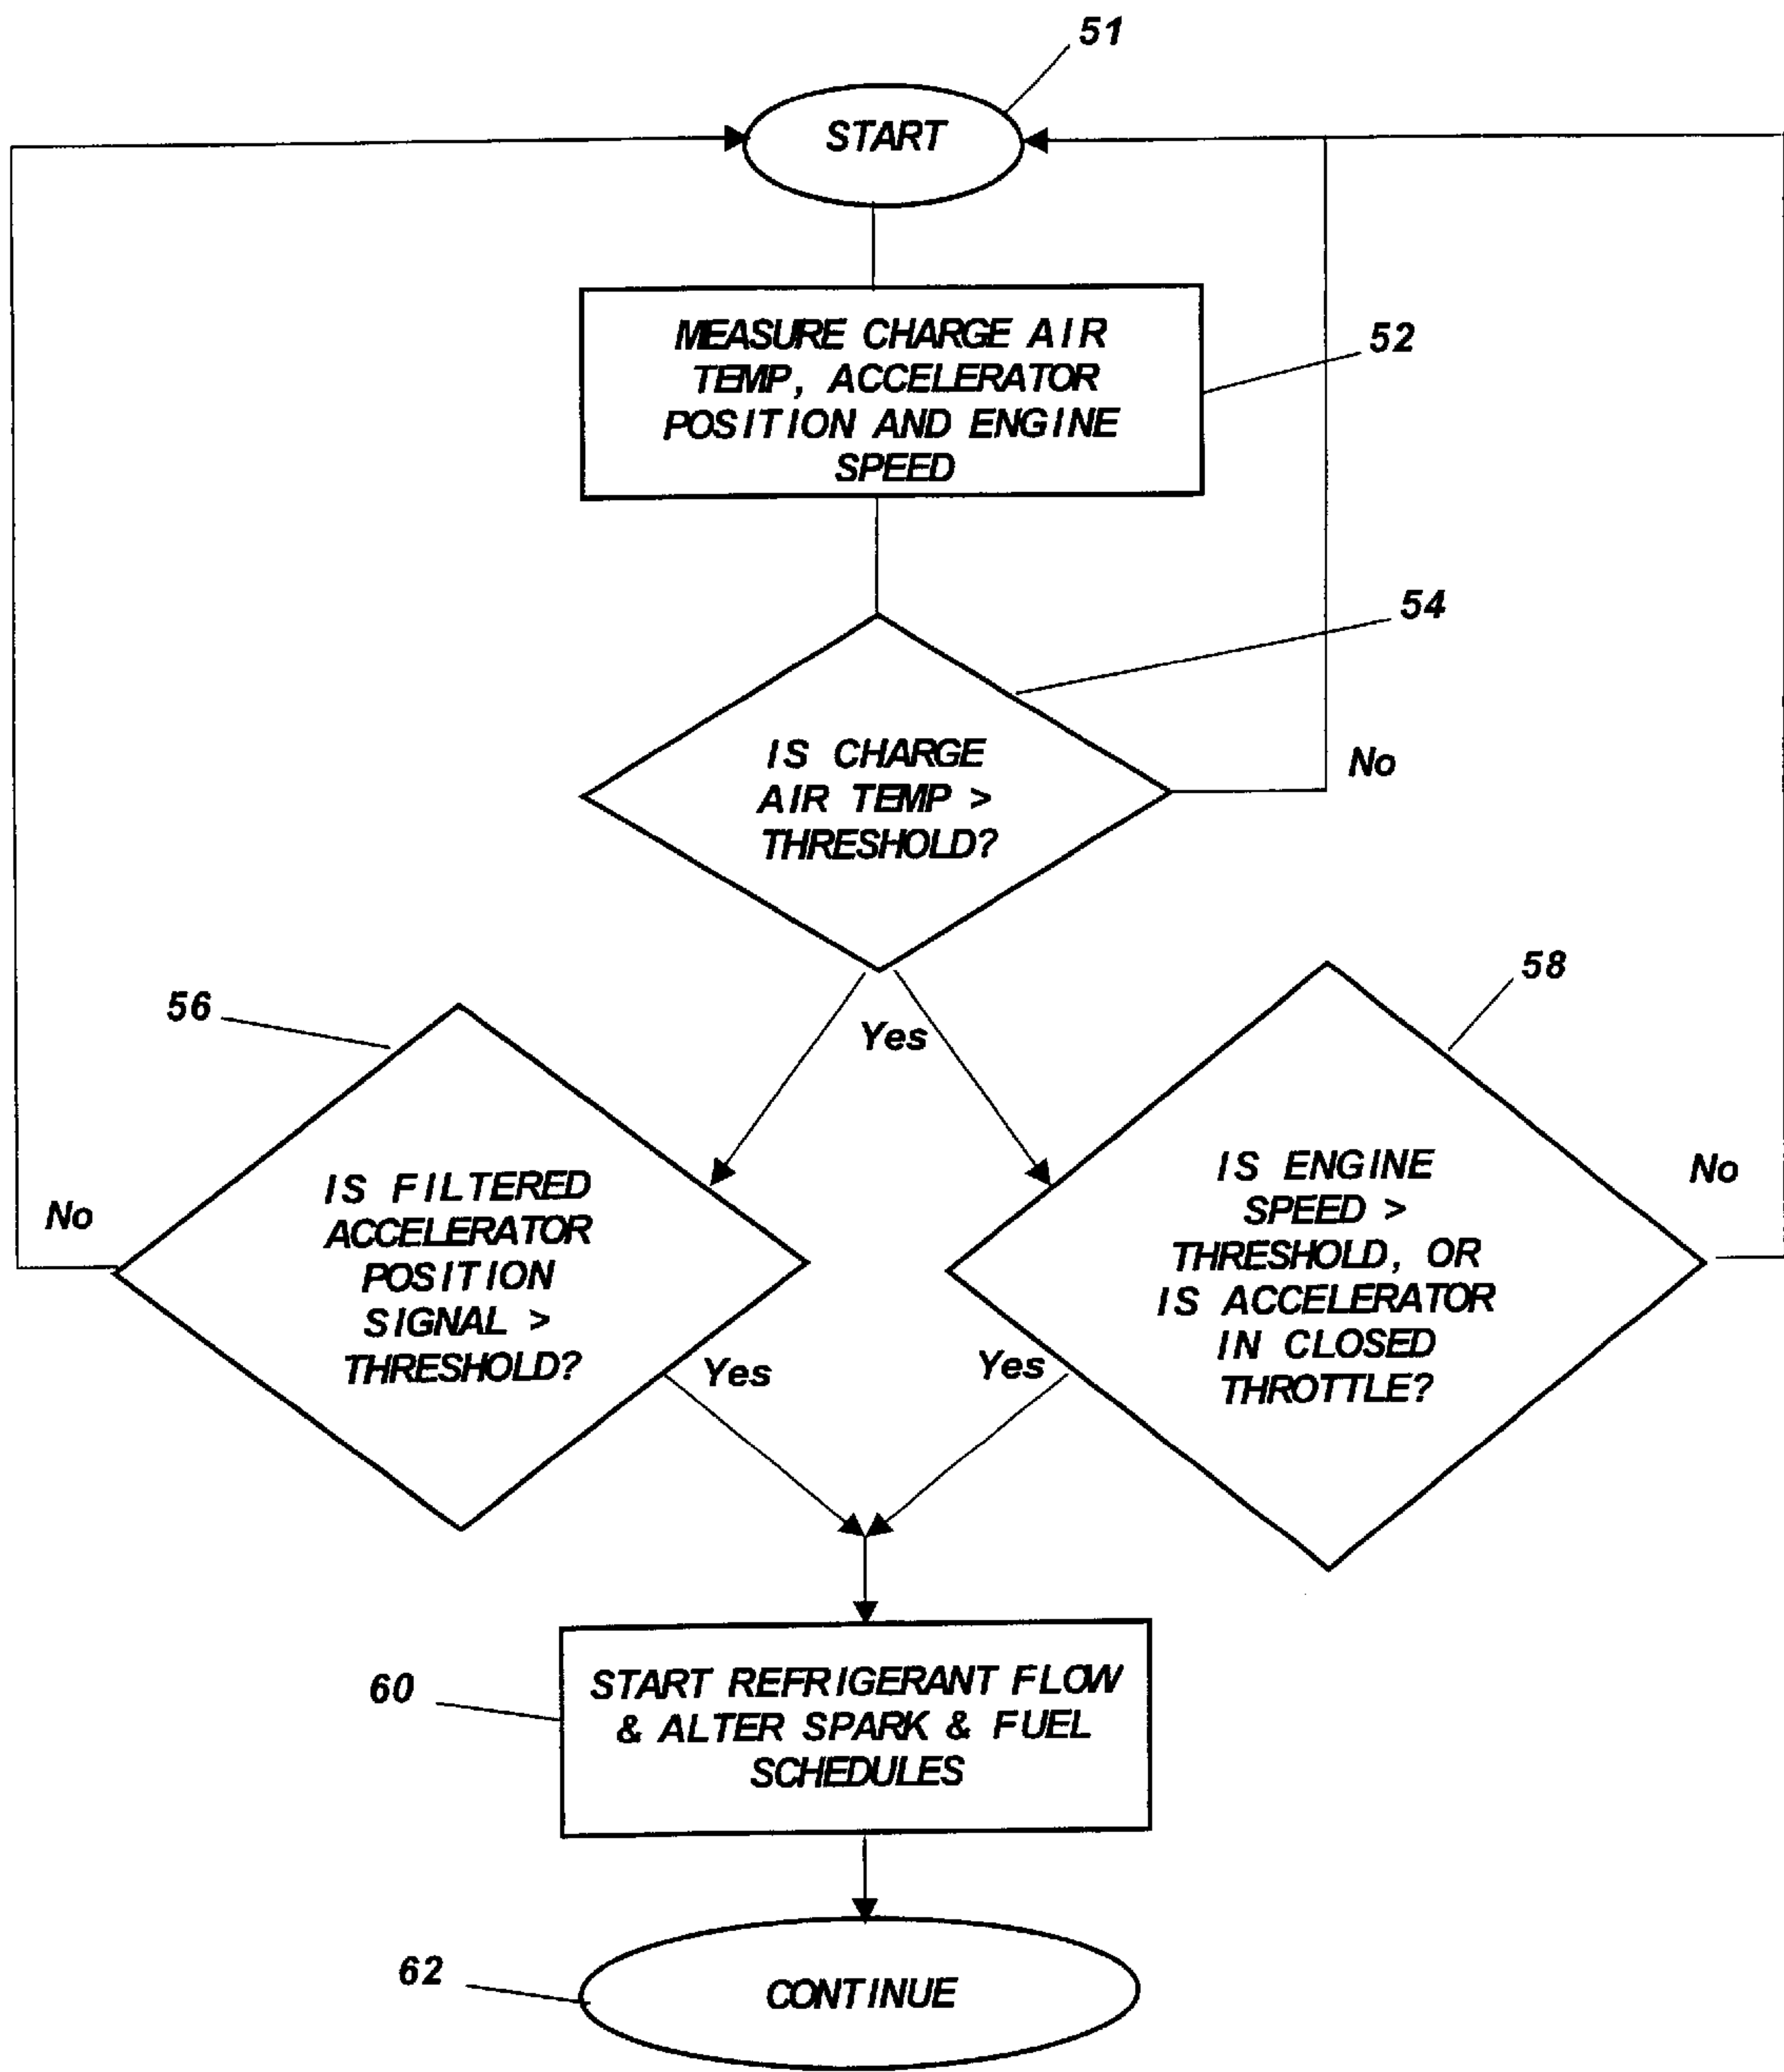 51
START
MEASURE CHARGE AIR
TEMP, ACCELERATOR
POSITION AND ENGINE
SPEED
52
54
IS CHARGE
AIR TEMP >
THRESHOLD?
No
Yes
56
58
IS FILTERED
ACCELERATOR
POSITION
SIGNAL >
THRESHOLD?
No
Yes
IS ENGINE
SPEED >
THRESHOLD, OR
IS ACCELERATOR
IN CLOSED
THROTTLE?
No
Yes
60
START REFRIGERANT FLOW
& ALTER SPARK & FUEL
SCHEDULES
62
CONTINUE